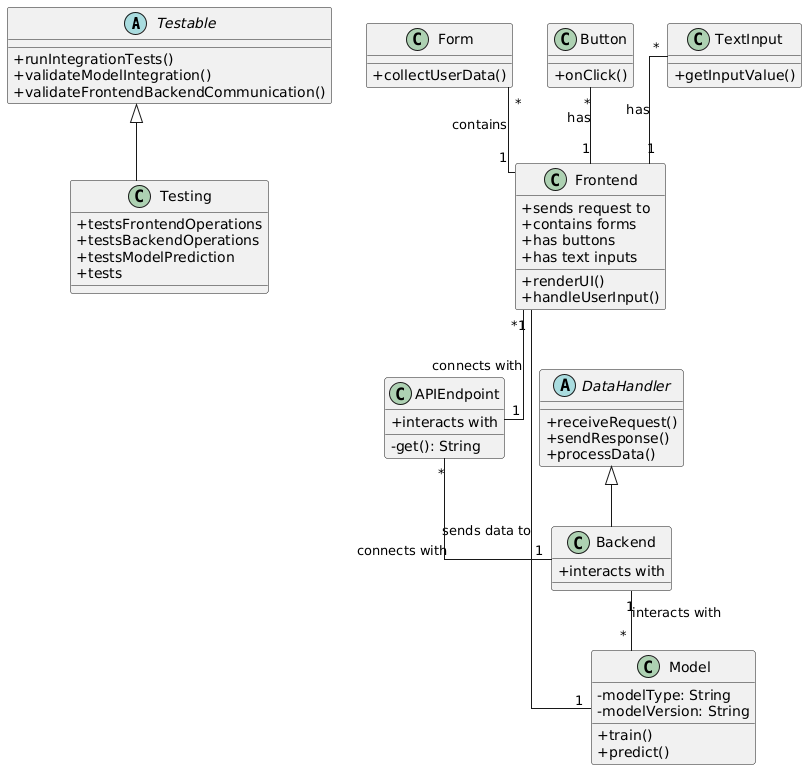 A Testable
+runIntegrationTests()
+validateModelIntegration()
+validateFrontendBackendCommunication()
C Form
+collectUserData()
C Button
+onClick()
C TextInput
+getInputValue()
*
*
*
contains
has
has
1
1
1
C Testing
+testsFrontendOperations
+testsBackendOperations
+testsModelPrediction
+tests
C Frontend
+sends request to
+contains forms
+has buttons
+has text inputs
+renderUI()
+handleUserInput()
*
1
connects with
1
C APIEndpoint
+interacts with
-get(): String
A DataHandler
+receiveRequest()
+sendResponse()
+processData()
*
sends data to
connects with
1
C Backend
+interacts with
1
interacts with
*
C Model
-modelType: String
-modelVersion: String
+train()
+predict()
1